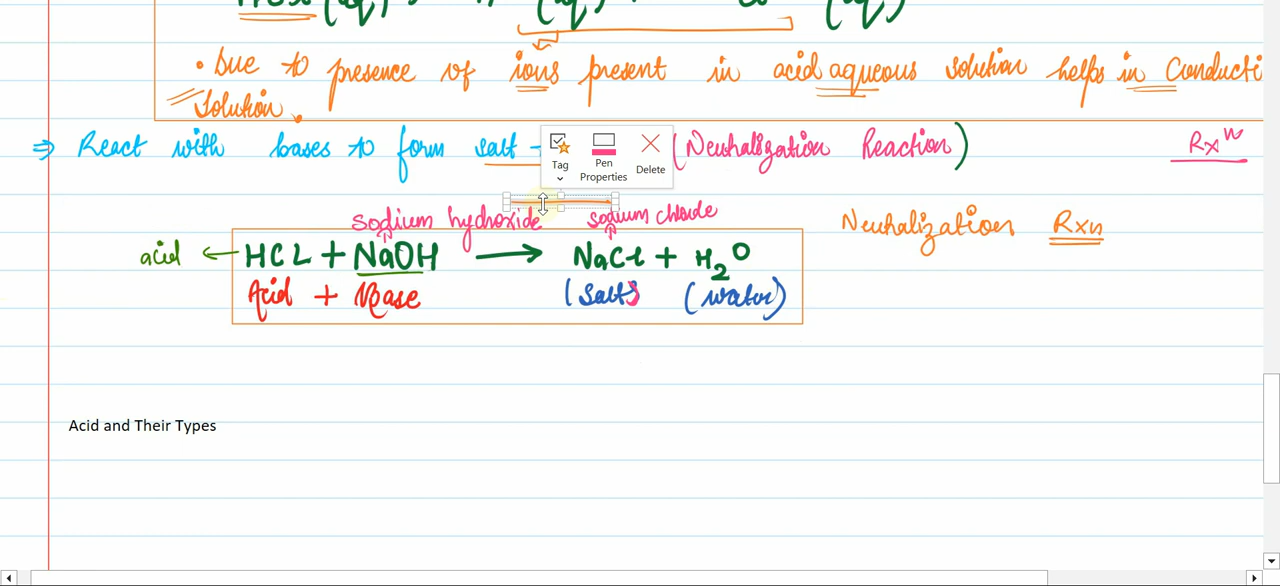 • Due to presence of ions present in acid aqueous solution helps in Conducti
solution.
⇒ React with bases to form salt (Neutralization Reaction) Rxⁿ
Tag Pen Properties Delete
sodium hydroxide sodium chloride
Neutralization Rxn
acid ← HCL + NaOH → NaCl + H₂O
Acid + Base (Salt) (water)
Acid and Their Types